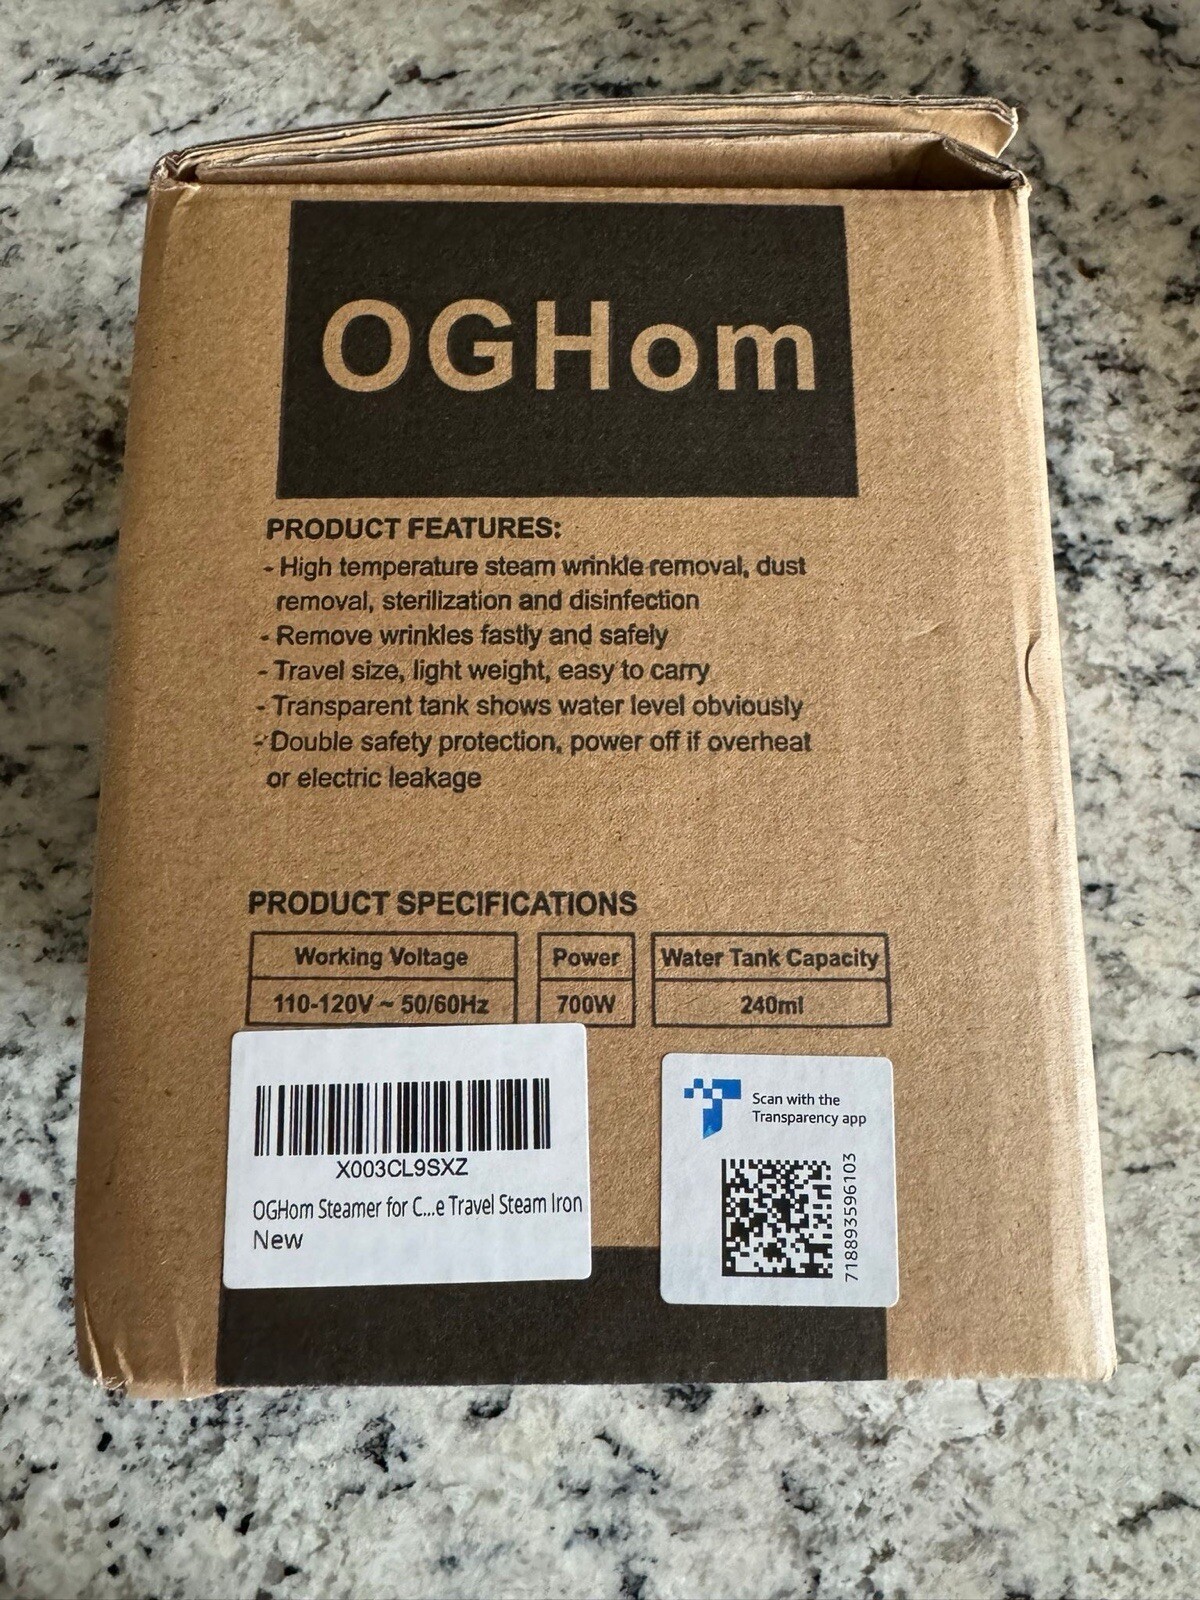 OGHom
PRODUCT FEATURES:
- High temperature steam wrinkle removal, dust
removal, sterilization and disinfection
- Remove wrinkles fastly and safely
- Travel size, light weight, easy to carry
- Transparent tank shows water level obviously
- Double safety protection, power off if overheat
or electric leakage
PRODUCT SPECIFICATIONS
Working Voltage Power Water Tank Capacity
110-120V ~ 50/60Hz 700W 240ml
X003CL9SXZ
OGHom Steamer for C...e Travel Steam Iron
New
Scan with the
Transparency app
718893596103